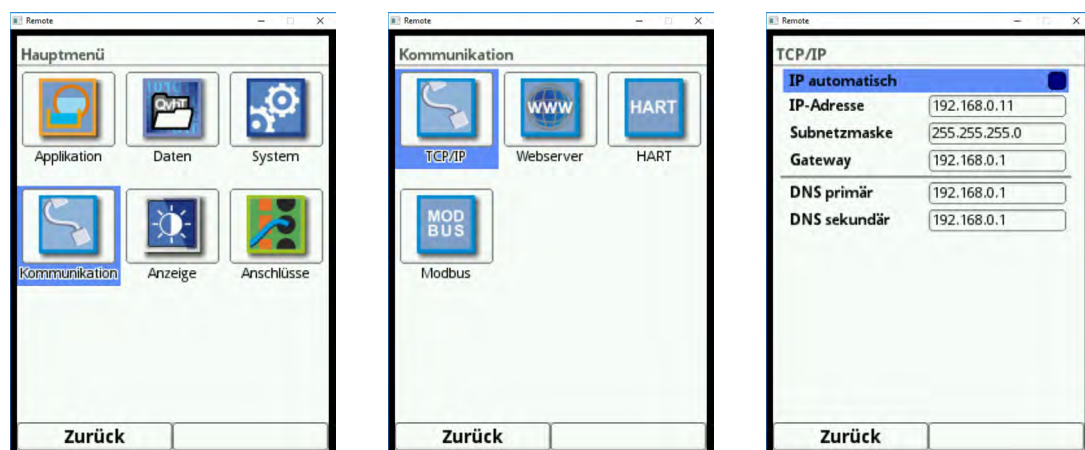 Remote
Hauptmenü
Applikation Daten System
Kommunikation Anzeige Anschlüsse
Zurück
Remote
Kommunikation
WWW HART
TCP/IP Webserver HART
MOD
BUS
Modbus
Zurück
Remote
TCP/IP
IP automatisch
IP-Adresse 192.168.0.11
Subnetzmaske 255.255.255.0
Gateway 192.168.0.1
DNS primär 192.168.0.1
DNS sekundär 192.168.0.1
Zurück